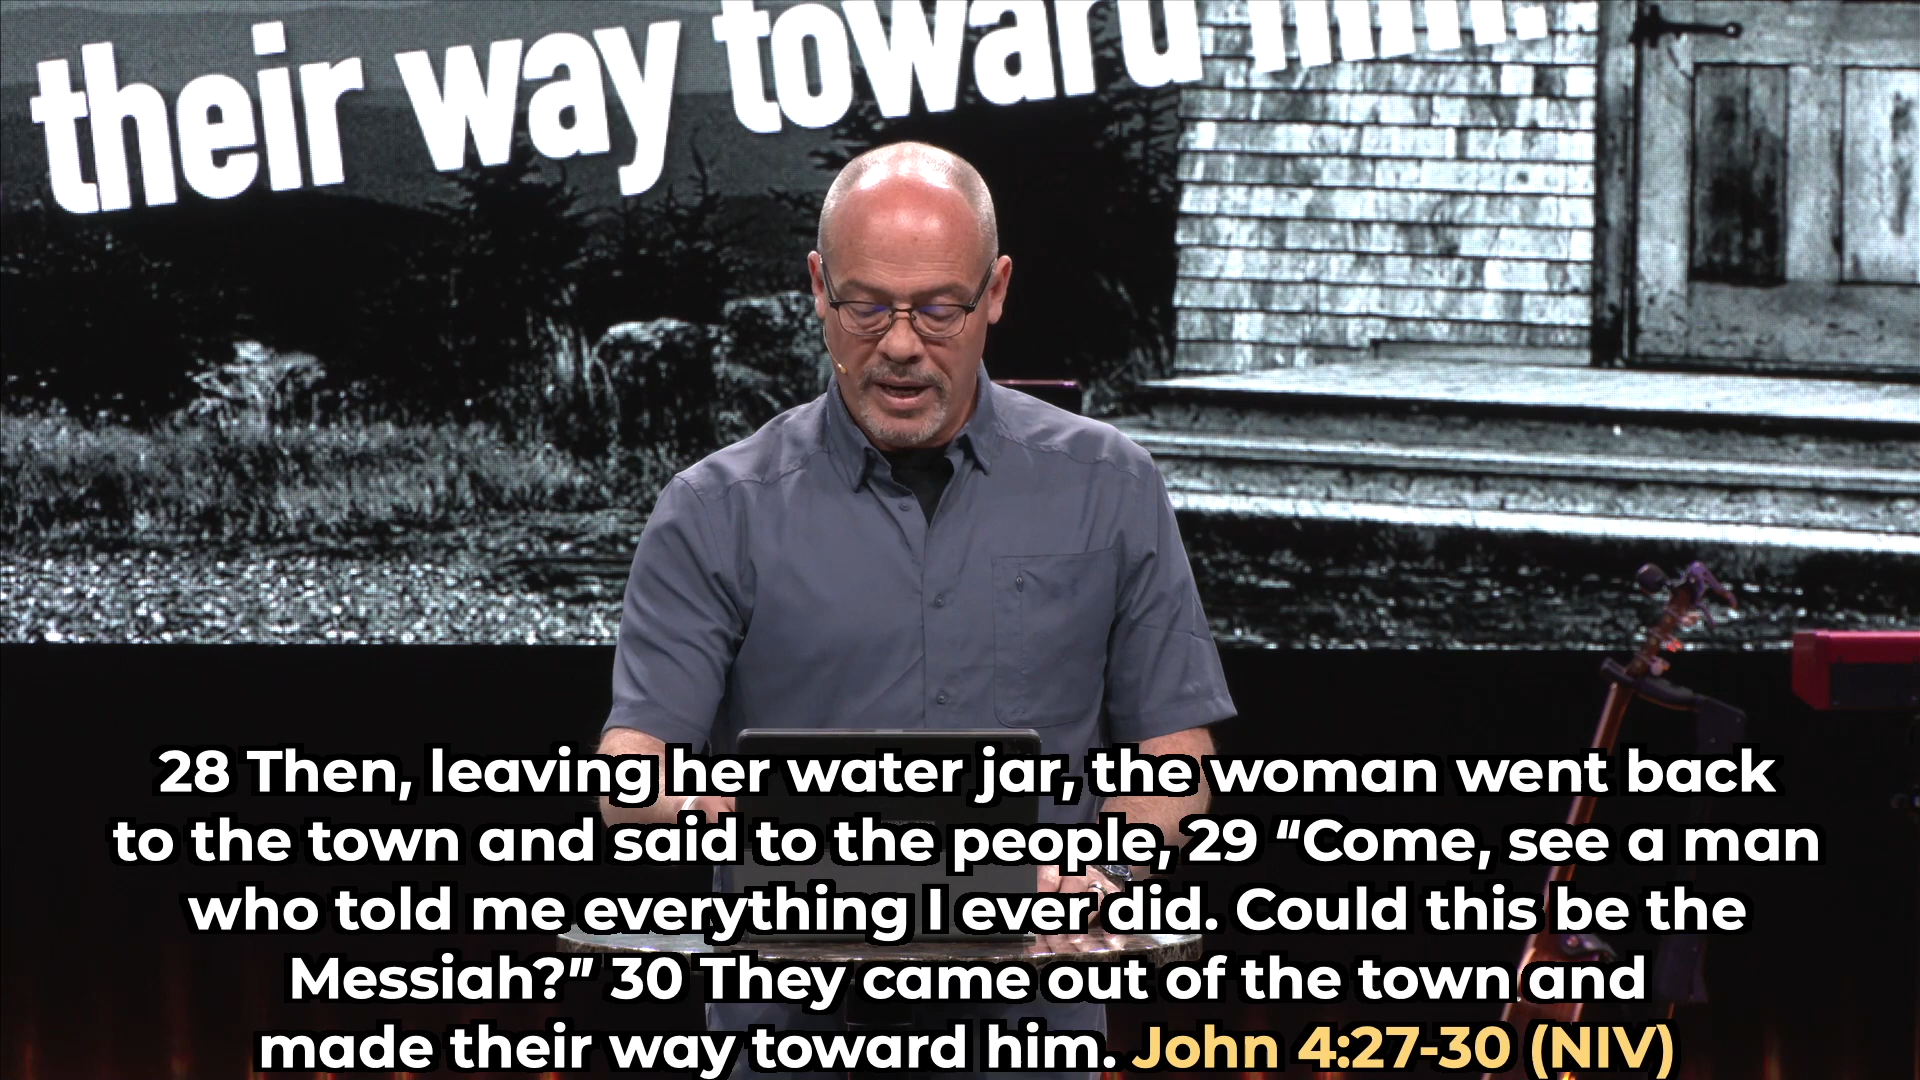 their way toward him.
28 Then, leaving her water jar, the woman went back
to the town and said to the people, 29 "Come, see a man
who told me everything I ever did. Could this be the
Messiah?" 30 They came out of the town and
made their way toward him. John 4:27-30 (NIV)